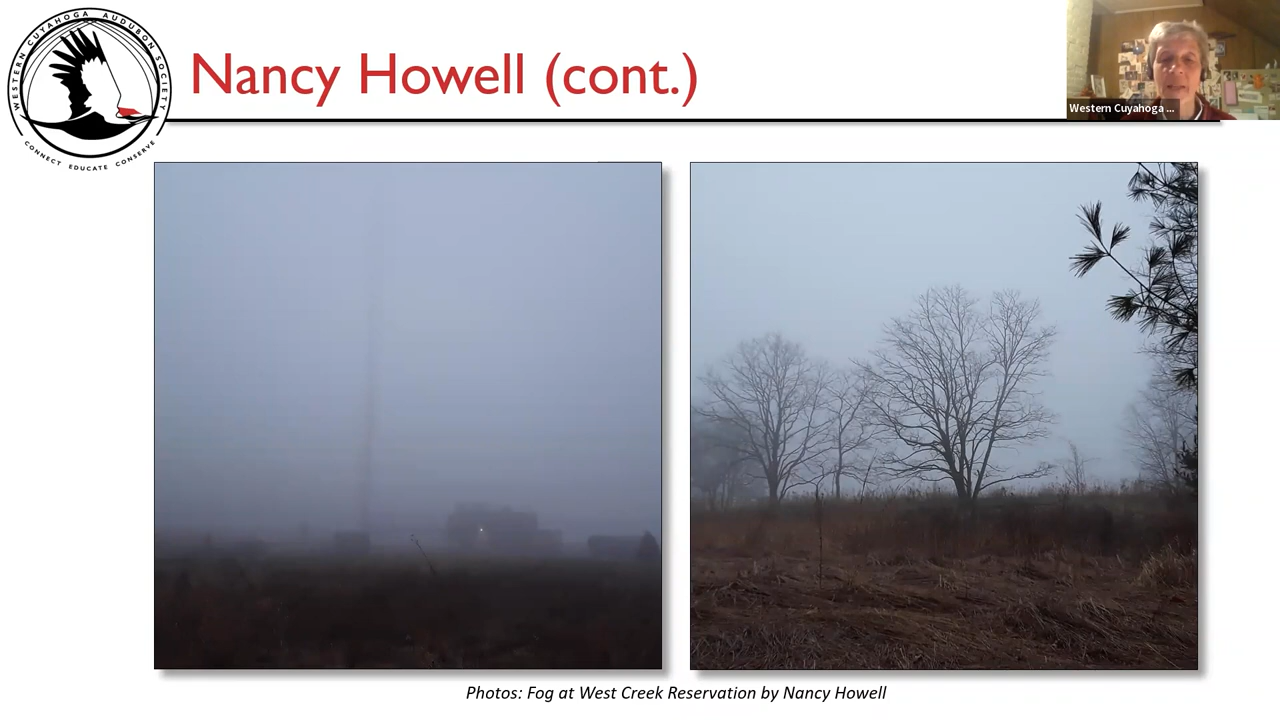 WESTERN CUYAHOGA AUDUBON SOCIETY
CONNECT EDUCATE CONSERVE
Nancy Howell (cont.)
Western Cuyahoga ...
Photos: Fog at West Creek Reservation by Nancy Howell